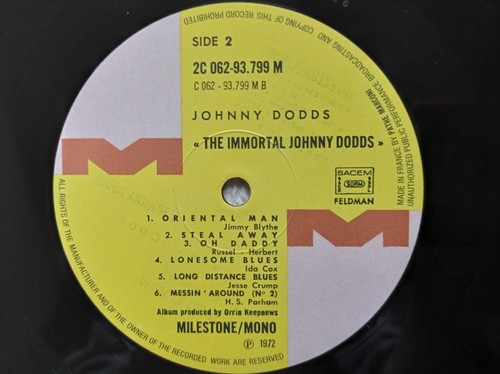 SIDE 2
2C 062-93.799 M
C 062 - 93.799 M B
JOHNNY DODDS
« THE IMMORTAL JOHNNY DODDS »
M
M
SACEM
SDRM
FELDMAN
1. ORIENTAL MAN
Jimmy Blythe
2. STEAL AWAY
3. OH DADDY
Russel - Herbert
4. LONESOME BLUES
Ida Cox
5. LONG DISTANCE BLUES
Jesse Crump
6. MESSIN' AROUND (No 2)
H.S. Parham
Album produced by Orrin Keepnews
MILESTONE/MONO
℗ 1972
ALL RIGHTS OF THE MANUFACTURER AND OF THE OWNER OF THE RECORDED WORK ARE RESERVED
UNAUTHORIZED PUBLIC PERFORMANCE BROADCASTING AND COPYING OF THIS RECORD PROHIBITED
MADE IN FRANCE BY PATHE MARCONI